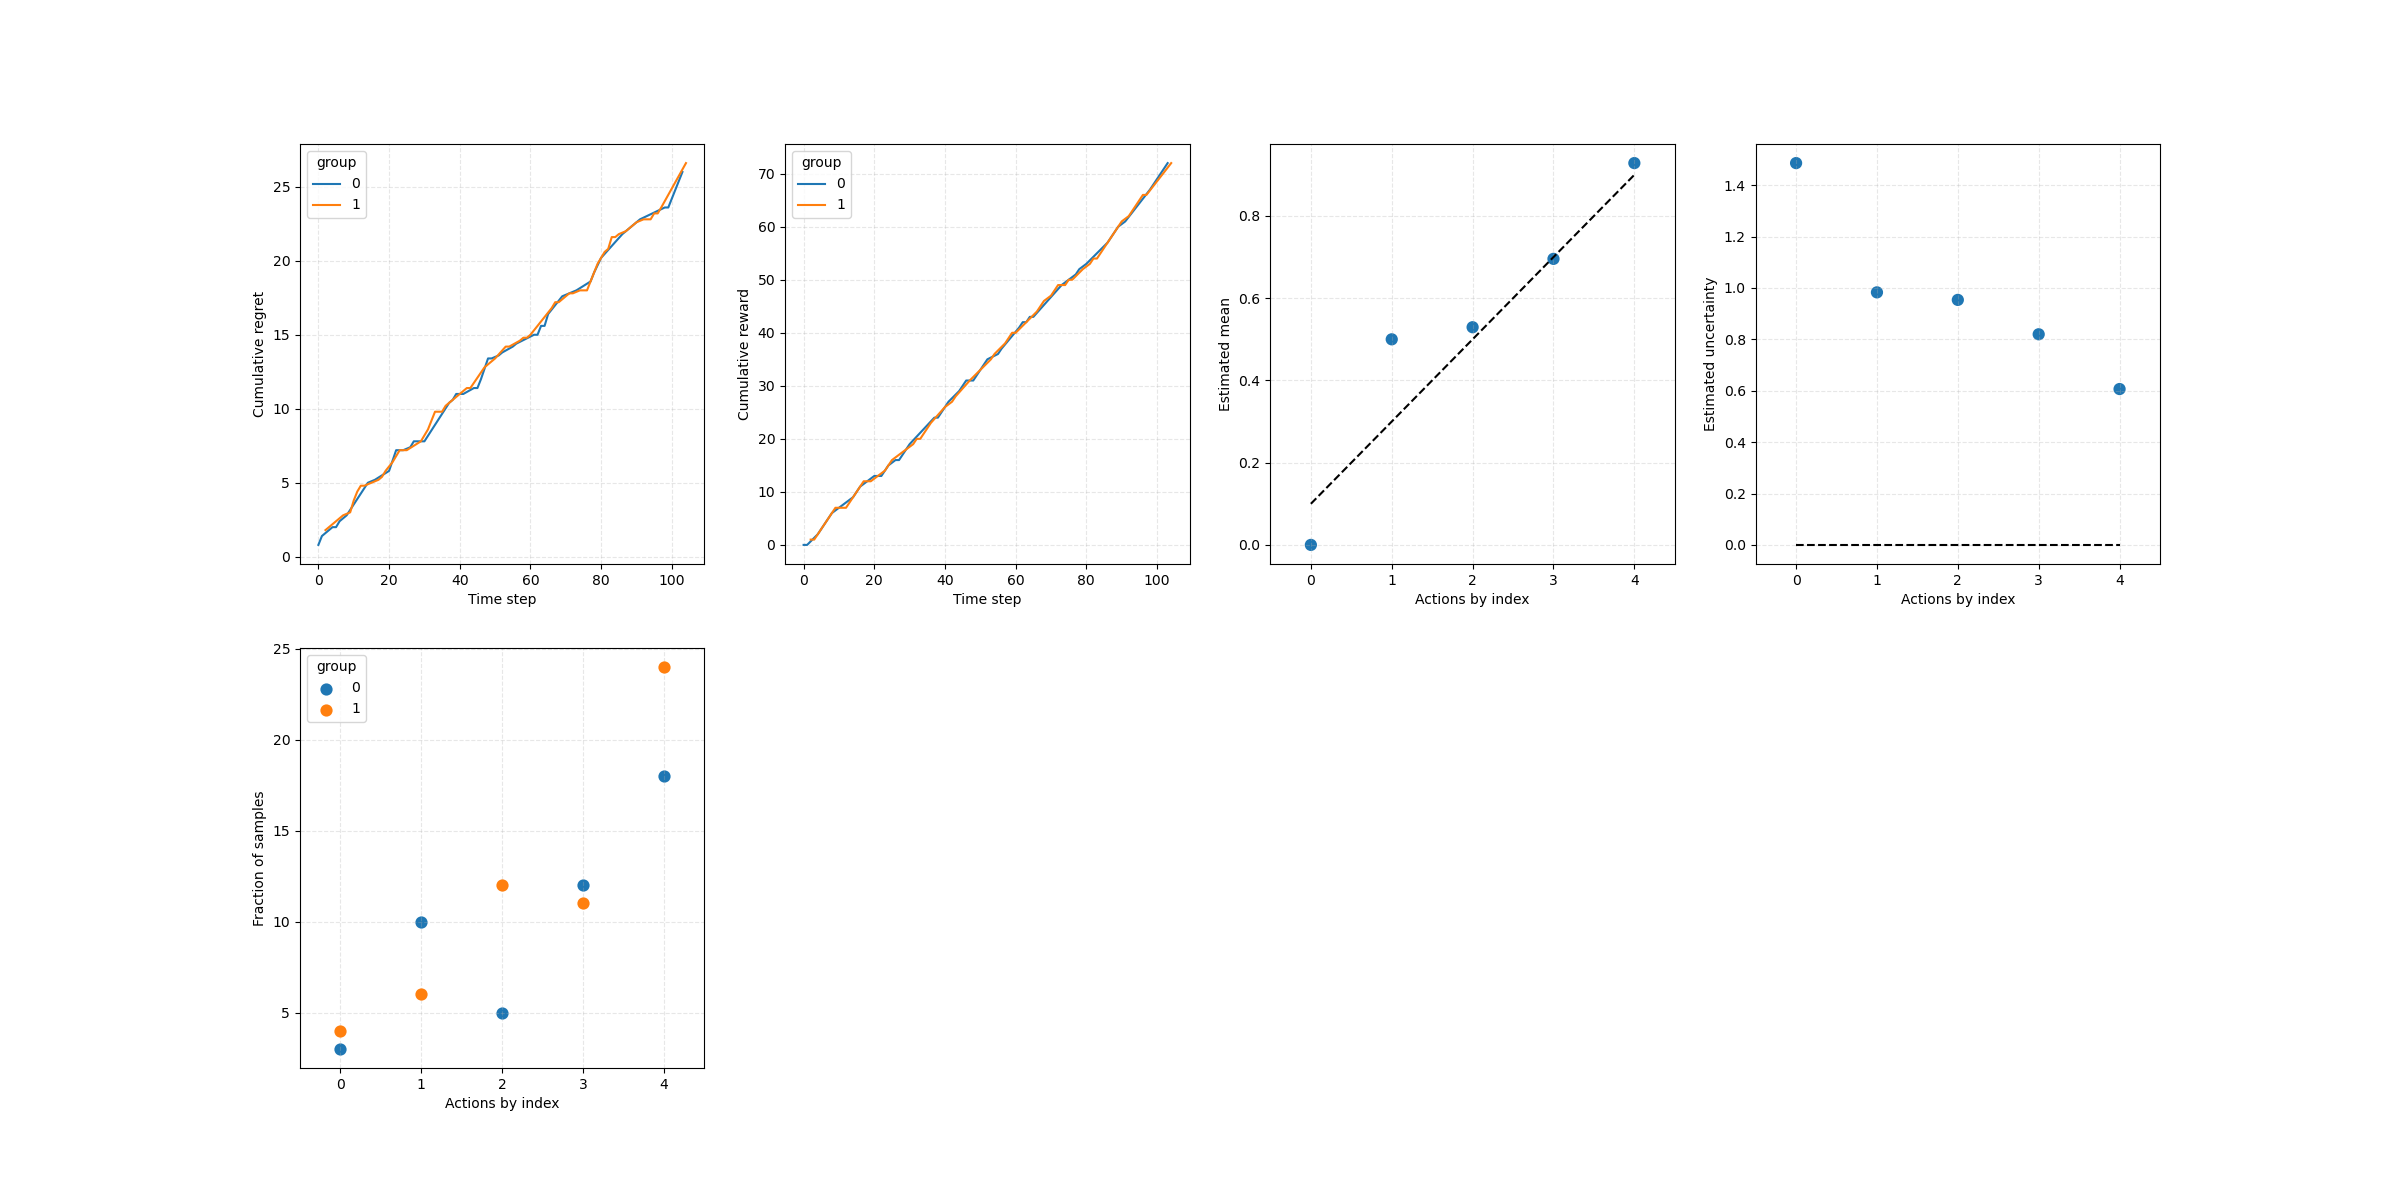 group
0
1
25
20
15
10
5
0
Cumulative regret
0 20 40 60 80 100
Time step
group
0
1
70
60
50
40
30
20
10
0
Cumulative reward
0 20 40 60 80 100
Time step
0.8
0.6
0.4
0.2
0.0
Estimated mean
0 1 2 3 4
Actions by index
1.4
1.2
1.0
0.8
0.6
0.4
0.2
0.0
Estimated uncertainty
0 1 2 3 4
Actions by index
group
0
1
25
20
15
10
5
Fraction of samples
0 1 2 3 4
Actions by index